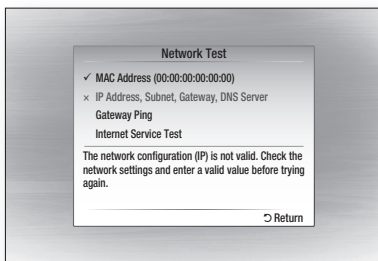 Network Test
✓ MAC Address (00:00:00:00:00:00)
× IP Address, Subnet, Gateway, DNS Server
Gateway Ping
Internet Service Test
The network configuration (IP) is not valid. Check the
network settings and enter a valid value before trying
again.
Return